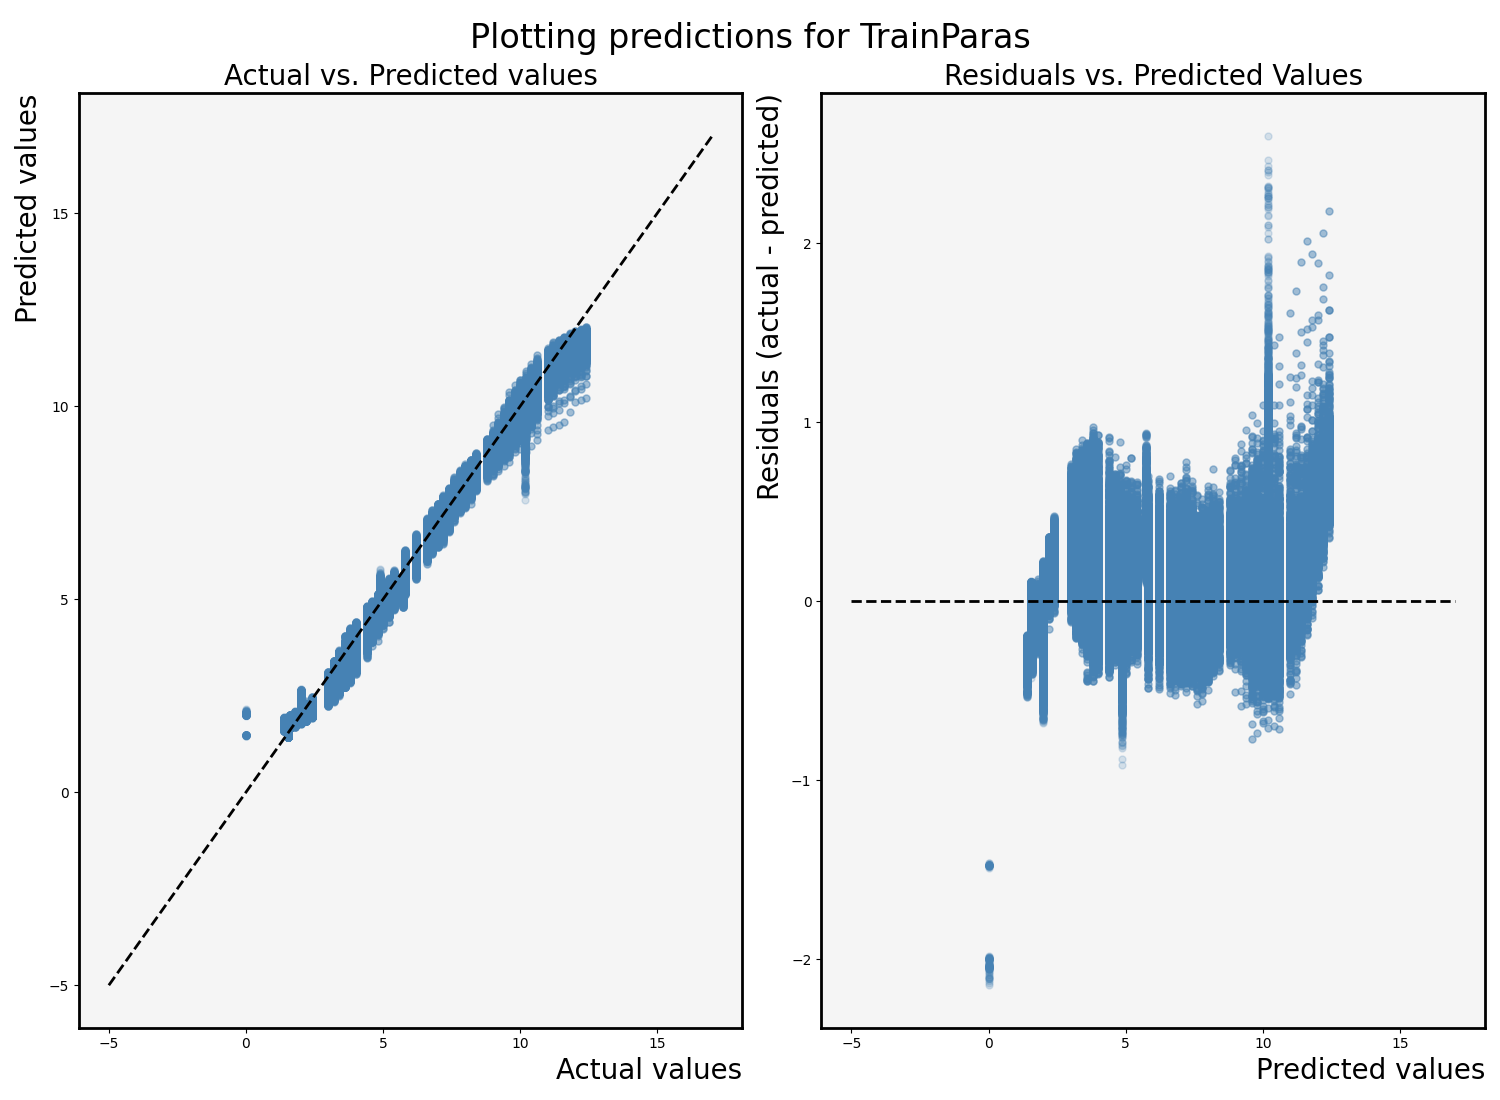 Plotting predictions for TrainParas
Actual vs. Predicted values
Predicted values
15
10
5
0
−5
−5
0
5
10
15
Actual values
Residuals vs. Predicted Values
Residuals (actual - predicted)
2
1
0
−1
−2
−5
0
5
10
15
Predicted values